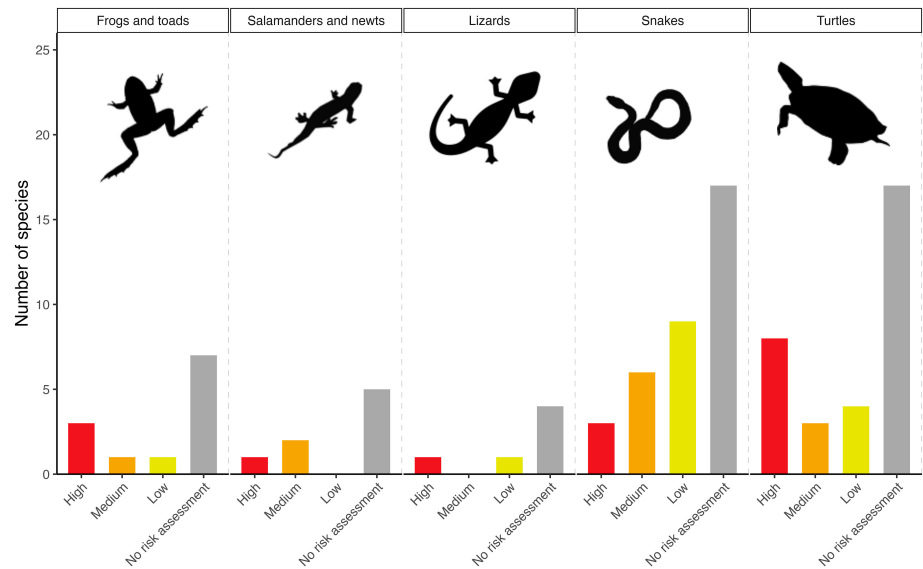 Frogs and toads
Salamanders and newts
Lizards
Snakes
Turtles
Number of species
25
20
15
10
5
0
High
Medium
Low
No risk assessment
High
Medium
Low
No risk assessment
High
Medium
Low
No risk assessment
High
Medium
Low
No risk assessment
High
Medium
Low
No risk assessment